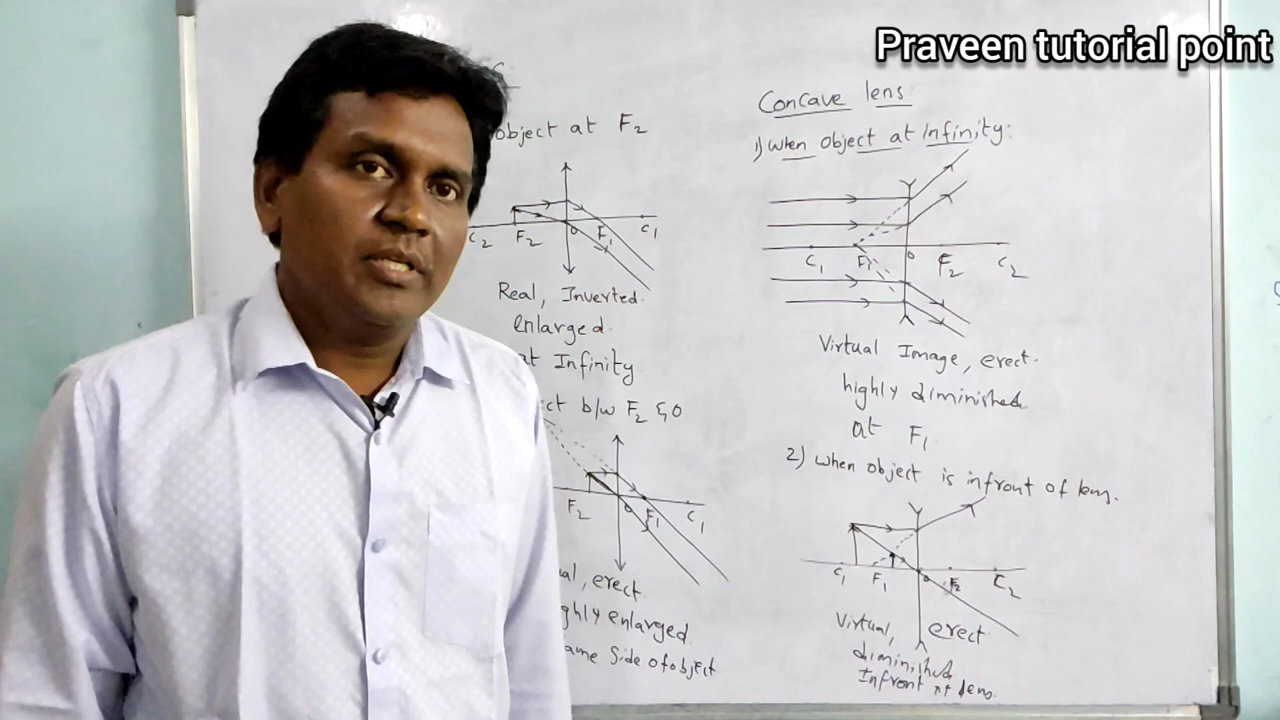 Praveen tutorial point
object at F2
C2 F2 O F1 C1
Real, Inverted.
enlarged.
at Infinity
b/w F2 & O
F2 O F1 C1
erect.
enlarged.
Side of object
Concave lens:
1) when object at Infinity:
C1 F1 O F2 C2
Virtual Image, erect.
highly diminished
at F1
2) when object is infront of lens.
C1 F1 O F2 C2
Virtual, erect
diminished
Infront of lens.